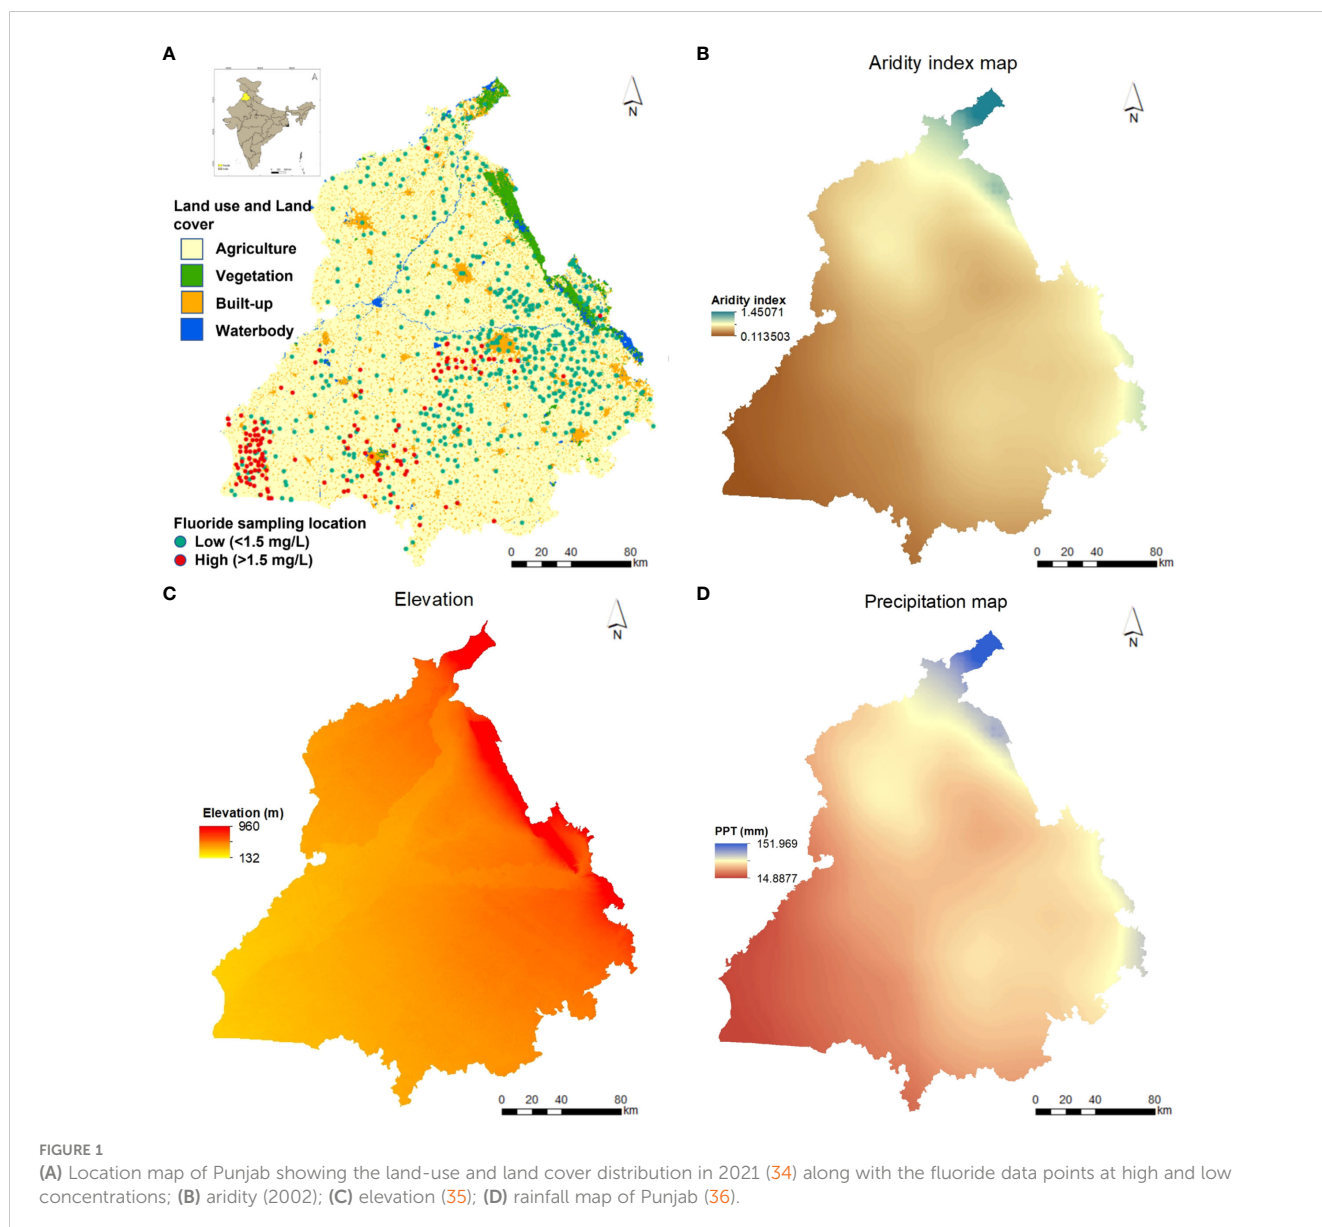 A
A
N
Land use and Land
cover
Agriculture
Vegetation
Built-up
Waterbody
Fluoride sampling location
Low (<1.5 mg/L)
High (>1.5 mg/L)
0 20 40 80
km
B
Aridity index map
N
Aridity index
1.45071
0.113503
0 20 40 80
km
C
Elevation
N
Elevation (m)
960
132
0 20 40 80
km
D
Precipitation map
N
PPT (mm)
151.969
14.8877
0 20 40 80
km
FIGURE 1
(A) Location map of Punjab showing the land-use and land cover distribution in 2021 (34) along with the fluoride data points at high and low
concentrations; (B) aridity (2002); (C) elevation (35); (D) rainfall map of Punjab (36).